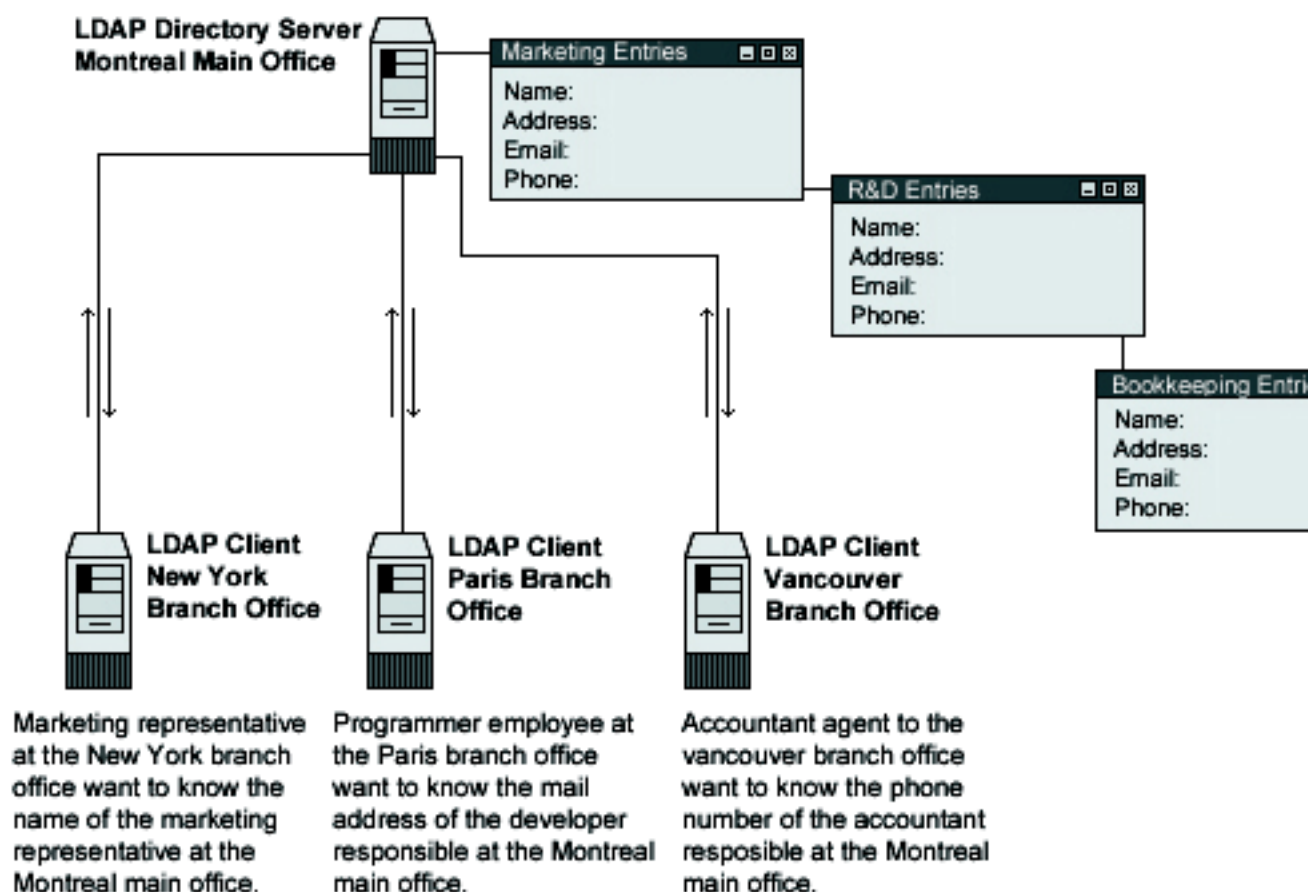 LDAP Directory Server
Montreal Main Office
Marketing Entries
Name:
Address:
Email:
Phone:
R&D Entries
Name:
Address:
Email:
Phone:
Bookkeeping
Name:
Address:
Email:
Phone:
LDAP Client
New York
Branch Office
LDAP Client
Paris Branch
Office
LDAP Client
Vancouver
Branch Office
Marketing representative
at the New York branch
office want to know the
name of the marketing
representative at the
Montreal main office.
Programmer employee at
the Paris branch office
want to know the mail
address of the developer
responsible at the Montreal
main office.
Accountant agent to the
vancouver branch office
want to know the phone
number of the accountant
resposible at the Montreal
main office.